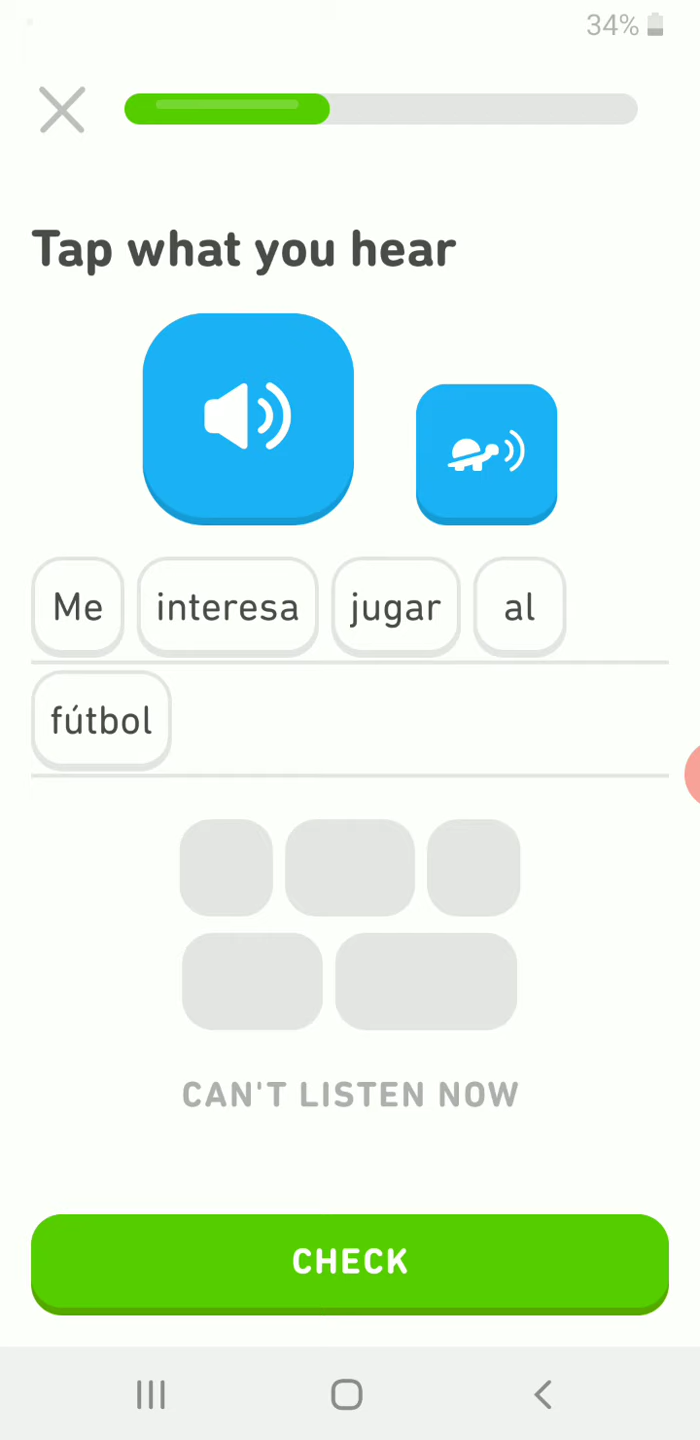 34%
Tap what you hear
Me interesa jugar al
fútbol
CAN'T LISTEN NOW
CHECK